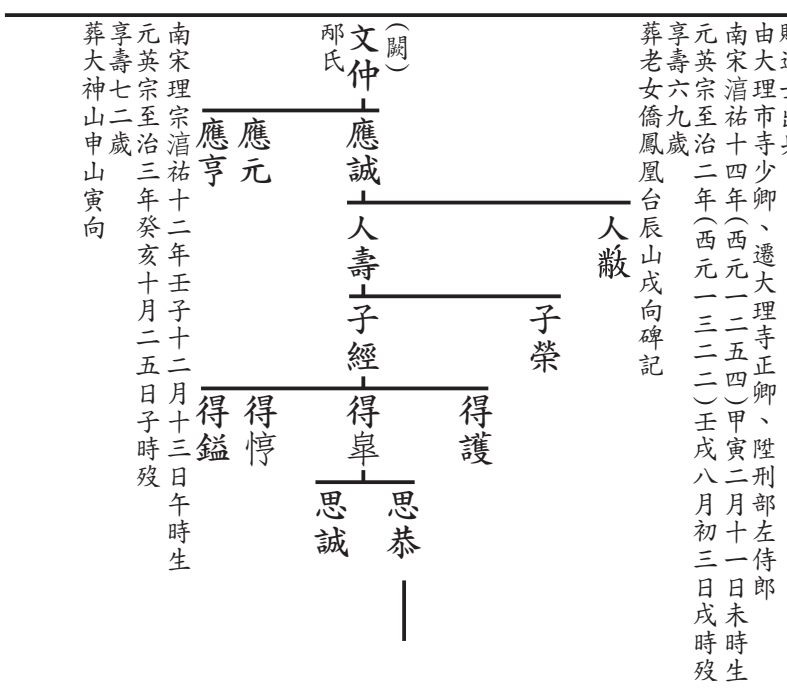 由大理市寺少卿、遷大理寺正卿、陞刑部左侍郎
南宋湻祐十四年(西元一二五四)甲寅二月十一日未時生
元英宗至治二年(西元一三二二)壬戌八月初三日戌時歿
享壽六九歲
葬老女僑鳳凰台辰山戌向碑記
(闕)
文仲
邴氏
應誠
應元
應亨
人敝
人壽
子榮
子經
得護
得皐
得惇
得鎰
思恭
思誠
南宋理宗湻祐十二年壬子十二月十三日午時生
元英宗至治三年癸亥十月二五日子時歿
享壽七二歲
葬大神山申山寅向